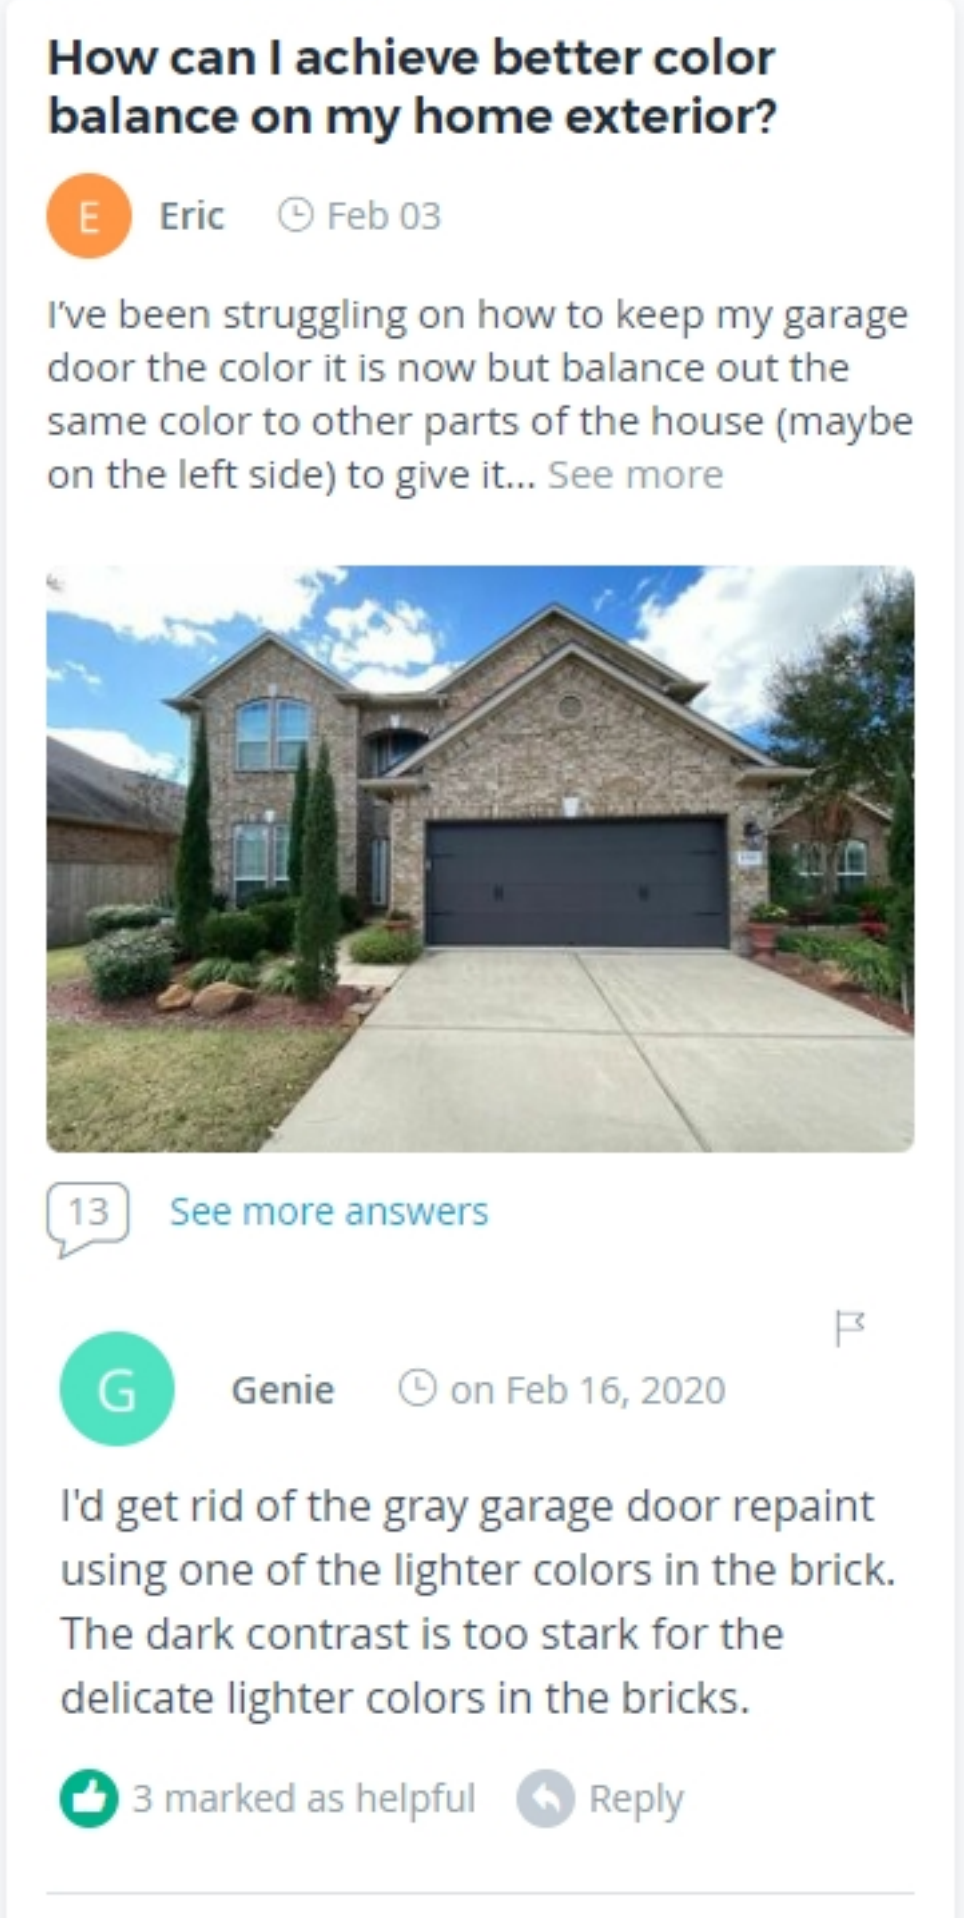 How can I achieve better color
balance on my home exterior?
E
Eric
Feb 03
I've been struggling on how to keep my garage
door the color it is now but balance out the
same color to other parts of the house (maybe
on the left side) to give it... See more
13
See more answers
G
Genie
on Feb 16, 2020
I'd get rid of the gray garage door repaint
using one of the lighter colors in the brick.
The dark contrast is too stark for the
delicate lighter colors in the bricks.
3 marked as helpful
Reply